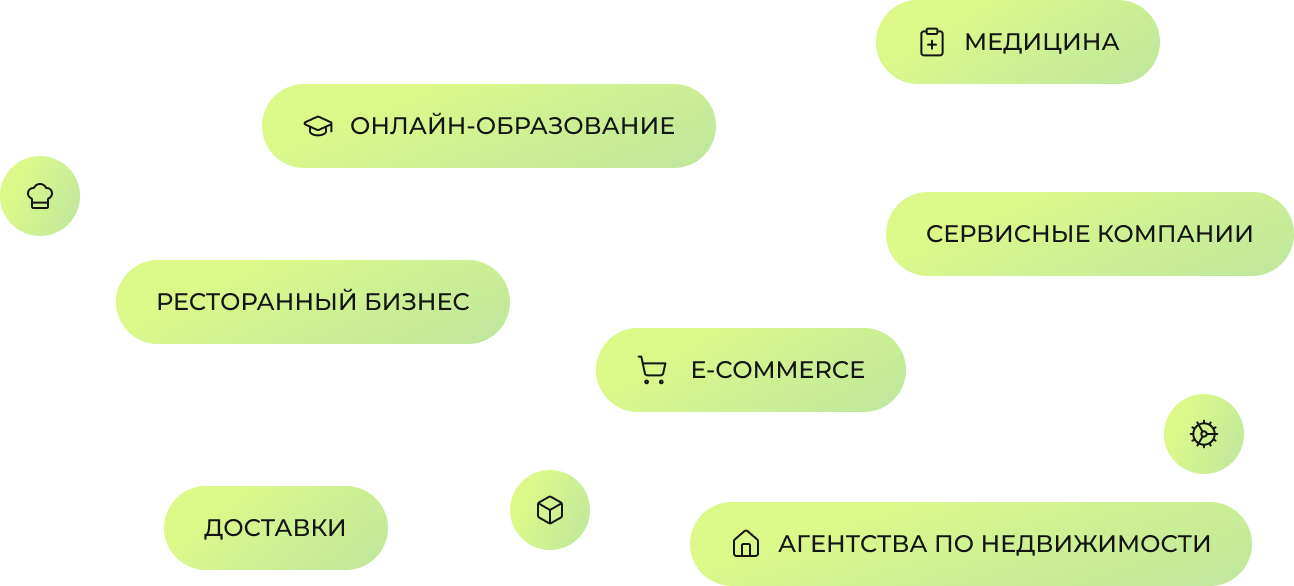 МЕДИЦИНА
ОНЛАЙН-ОБРАЗОВАНИЕ
СЕРВИСНЫЕ КОМПАНИИ
РЕСТОРАННЫЙ БИЗНЕС
E-COMMERCE
ДОСТАВКИ
АГЕНТСТВА ПО НЕДВИЖИМОСТИ